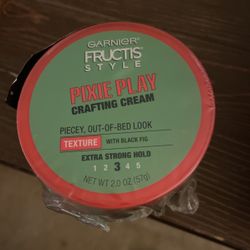 GARNIER
FRUCTIS
STYLE
PIXIE PLAY
CRAFTING CREAM
PIECEY, OUT-OF-BED LOOK
TEXTURE WITH BLACK FIG
EXTRA STRONG HOLD
1 2 3 4 5
NET WT 2.0 OZ (57g)